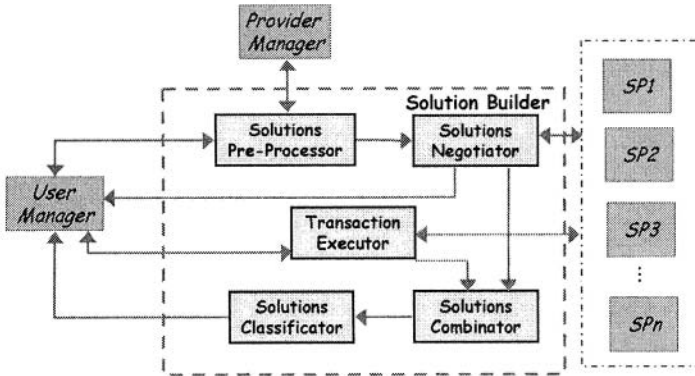 Provider
Manager
Solution Builder
Solutions
Pre-Processor
Solutions
Negotiator
SP1
SP2
User
Manager
Transaction
Executor
SP3
...
Solutions
Classificator
Solutions
Combinator
SPn